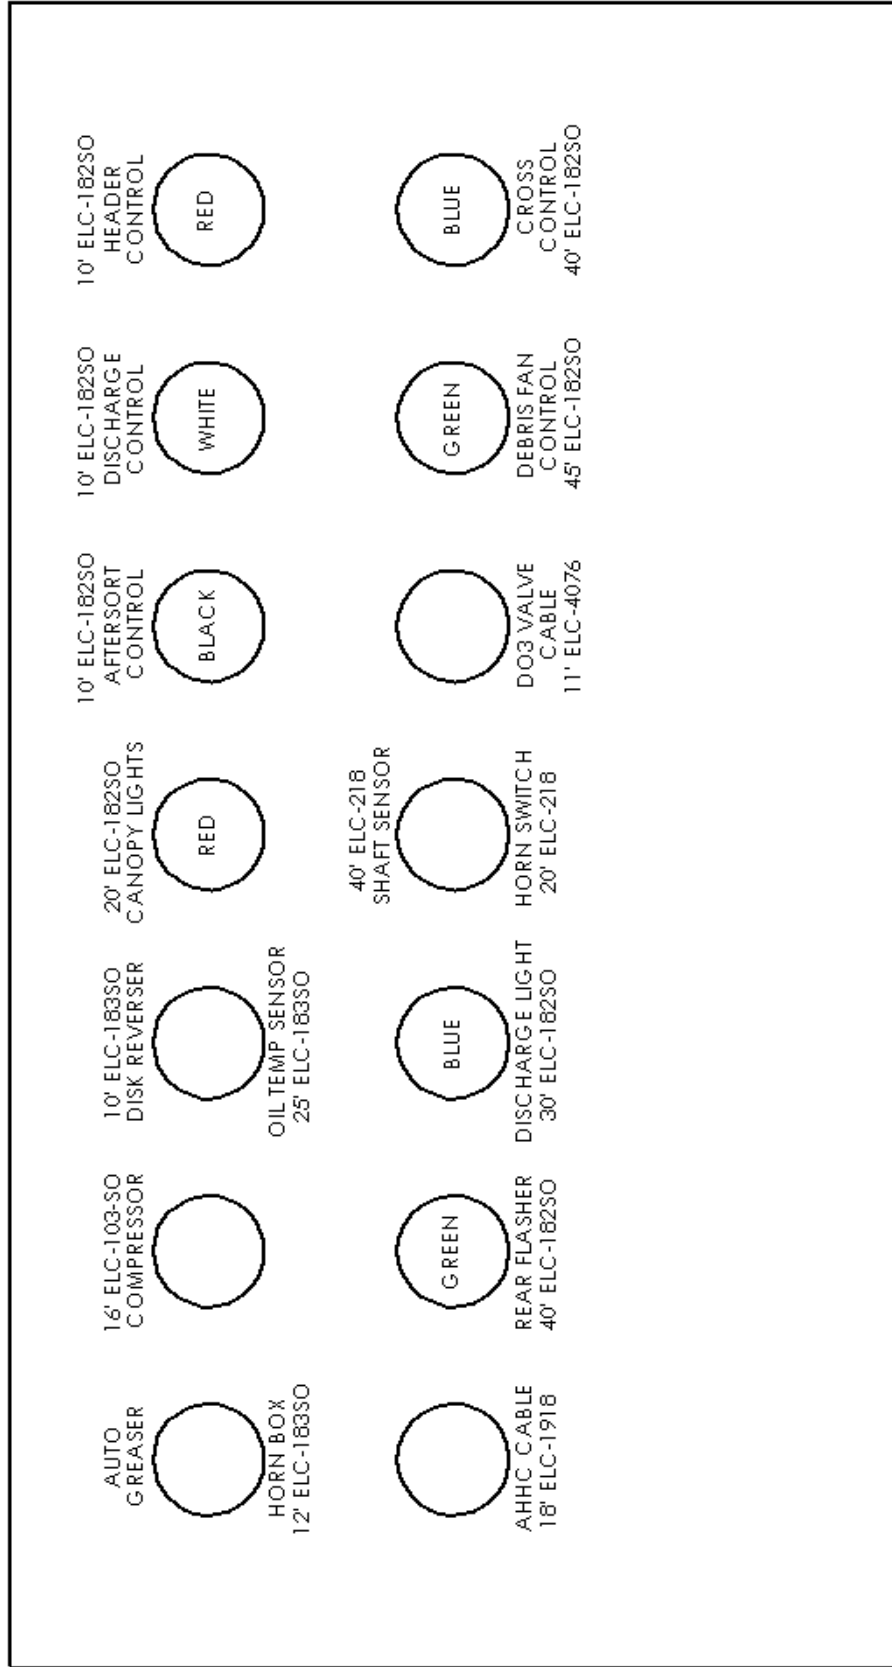 AUTO
GREASER
HORN BOX
12' ELC-183SO
16' ELC-103-SO
COMPRESSOR
10' ELC-183SO
DISK REVERSER
OIL TEMP SENSOR
25' ELC-183SO
20' ELC-182SO
CANOPY LIGHTS
RED
10' ELC-182SO
AFTERSORT
CONTROL
BLACK
10' ELC-182SO
DISCHARGE
CONTROL
WHITE
10' ELC-182SO
HEADER
CONTROL
RED
AHHC CABLE
18' ELC-1918
GREEN
REAR FLASHER
40' ELC-182SO
BLUE
DISCHARGE LIGHT
30' ELC-182SO
40' ELC-218
SHAFT SENSOR
HORN SWITCH
20' ELC-218
DO3 VALVE
CABLE
11' ELC-4076
GREEN
DEBRIS FAN
CONTROL
45' ELC-182SO
BLUE
CROSS
CONTROL
40' ELC-182SO